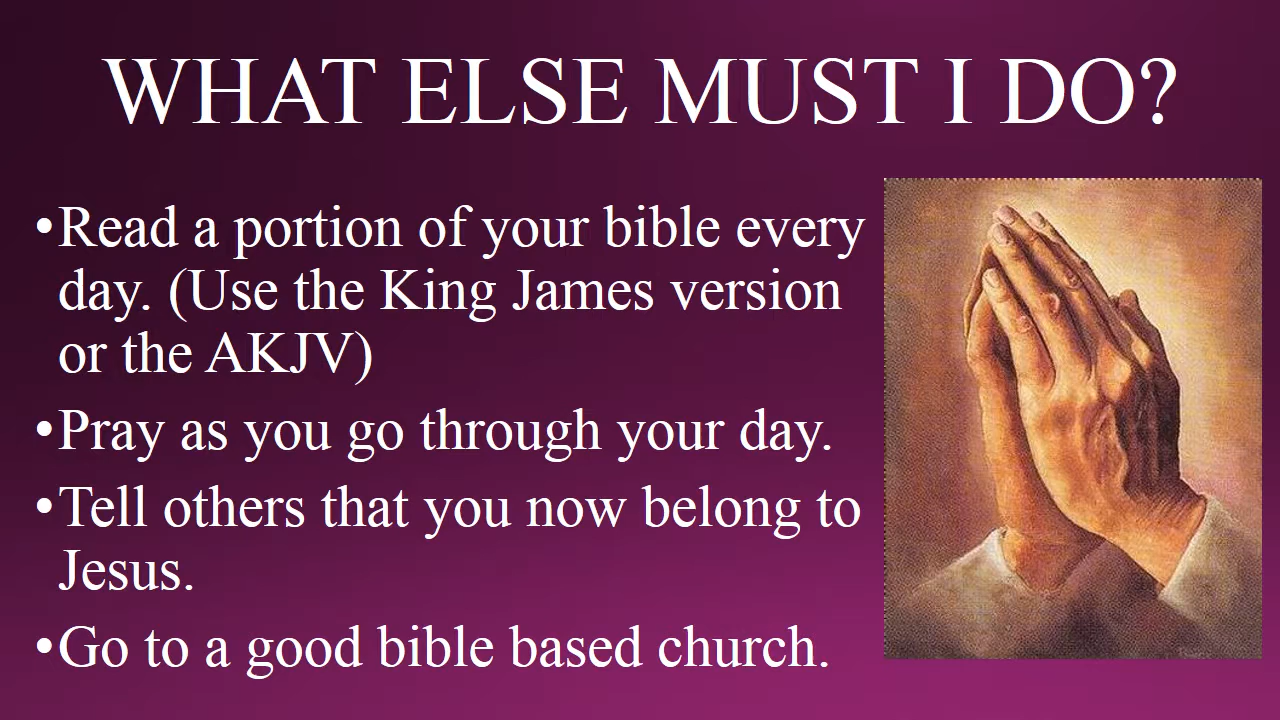 WHAT ELSE MUST I DO?
•Read a portion of your bible every
day. (Use the King James version
or the AKJV)
•Pray as you go through your day.
•Tell others that you now belong to
Jesus.
•Go to a good bible based church.